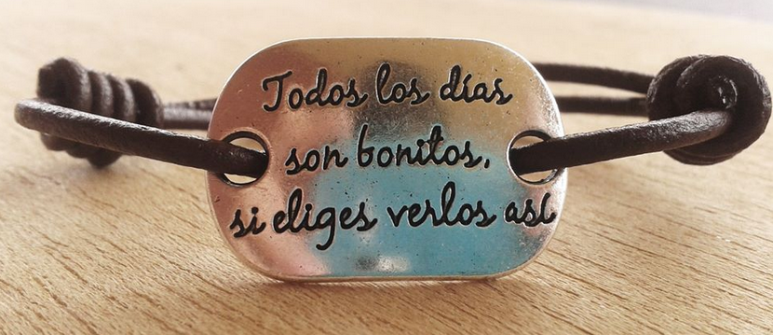 Todos los días
son bonitos,
si eliges verlos así